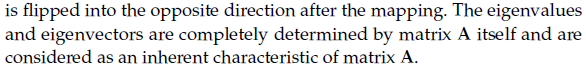 is flipped into the opposite direction after the mapping. The eigenvalues
and eigenvectors are completely determined by matrix A itself and are
considered as an inherent characteristic of matrix A.